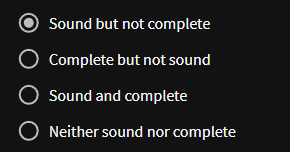 Sound but not complete
Complete but not sound
Sound and complete
Neither sound nor complete